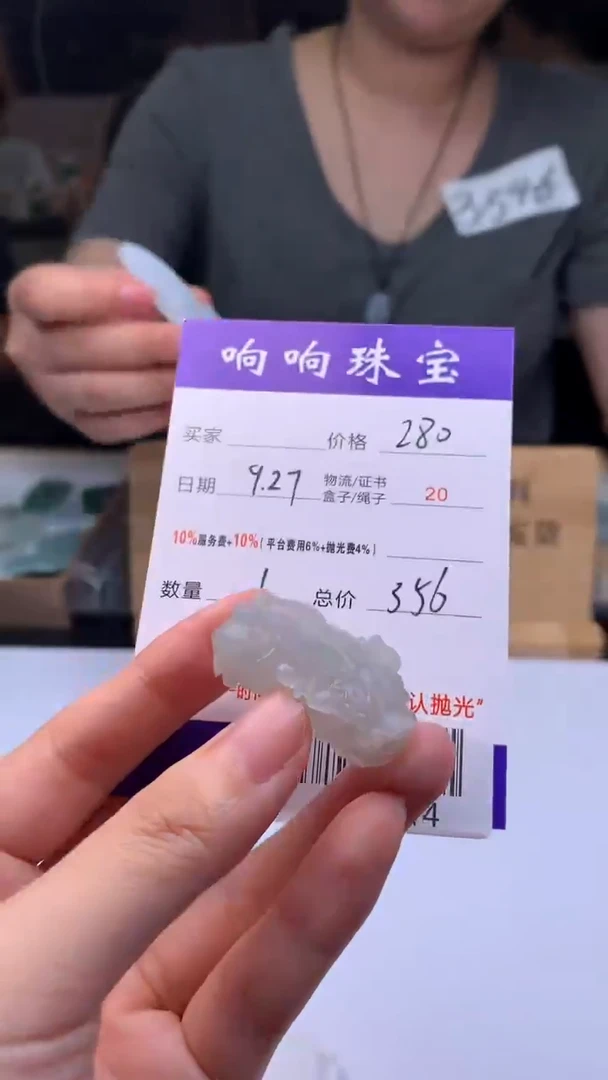 3546
响响珠宝
买家 价格 280
日期 9.27 物流/证书 盒子/绳子 20
10%服务费+10%(平台费用6%+抛光费4%)
数量 1 总价 356
认抛光"
4